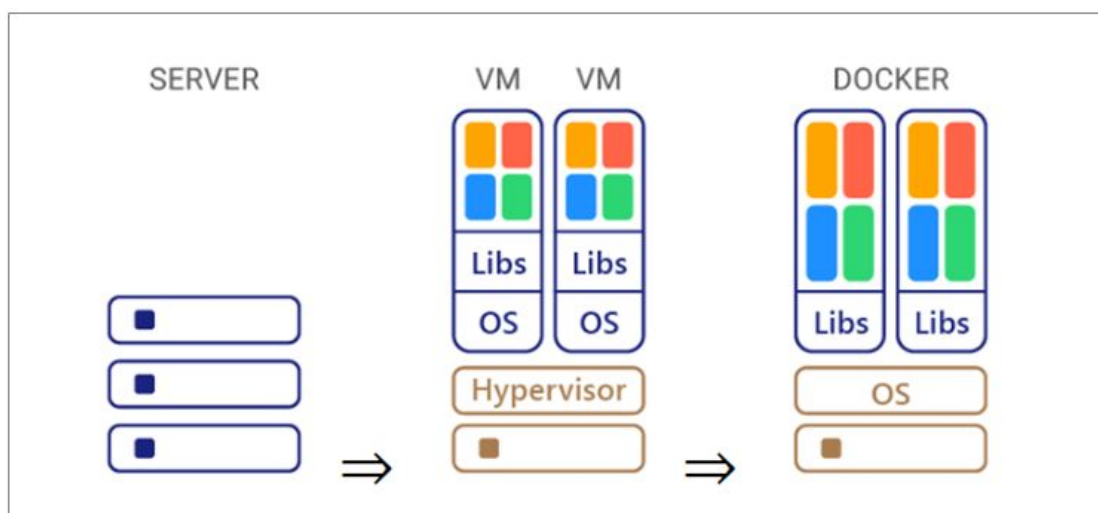 SERVER
VM VM
DOCKER
Libs Libs
OS OS
Hypervisor
Libs Libs
OS